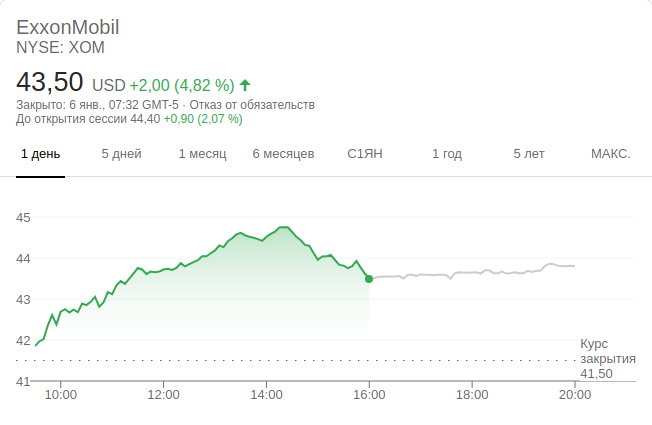 ExxonMobil
NYSE: XOM
43,50 USD +2,00 (4,82 %)
Закрыто: 6 янв., 07:32 GMT-5 · Отказ от обязательств
До открытия сессии 44,40 +0,90 (2,07 %)
1 день 5 дней 1 месяц 6 месяцев С1ЯН 1 год 5 лет МАКС.
45
44
43
42
Курс
закрытия
41,50
41
10:00 12:00 14:00 16:00 18:00 20:00